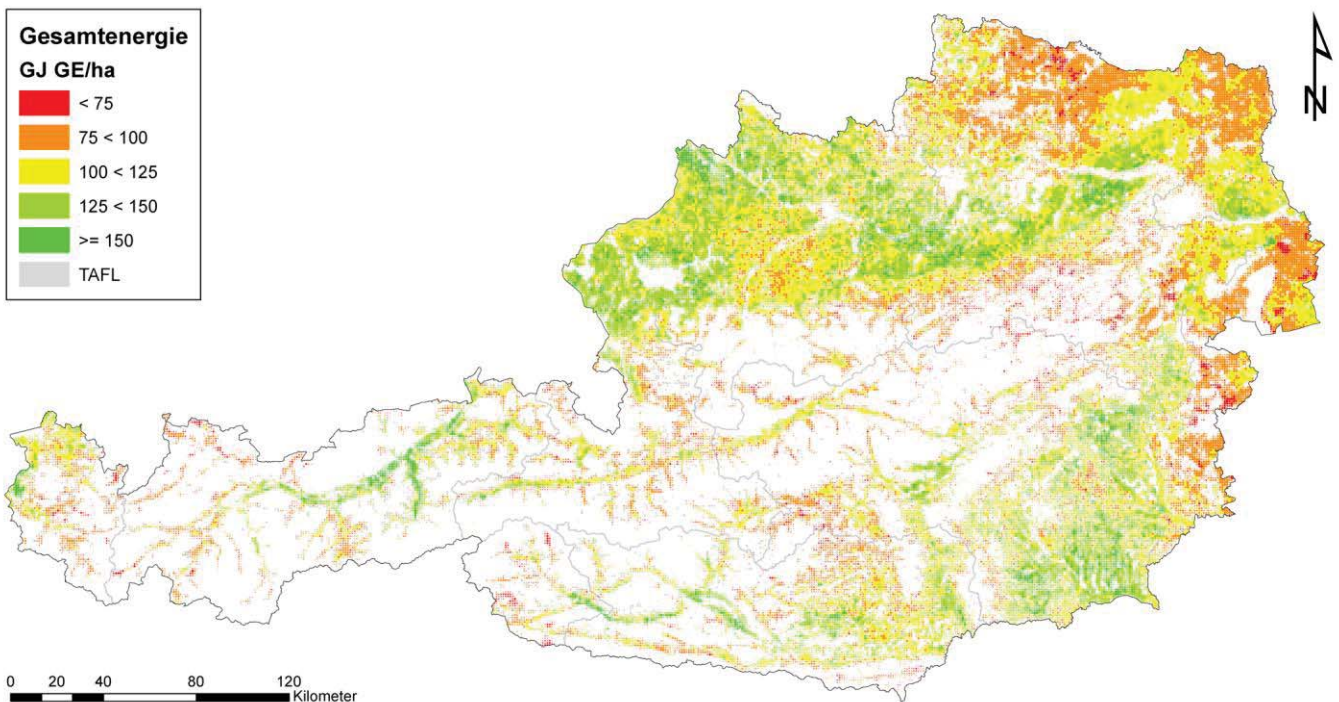 Gesamtenergie
GJ GE/ha
< 75
75 < 100
100 < 125
125 < 150
>= 150
TAFL
N
0 20 40 80 120
Kilometer